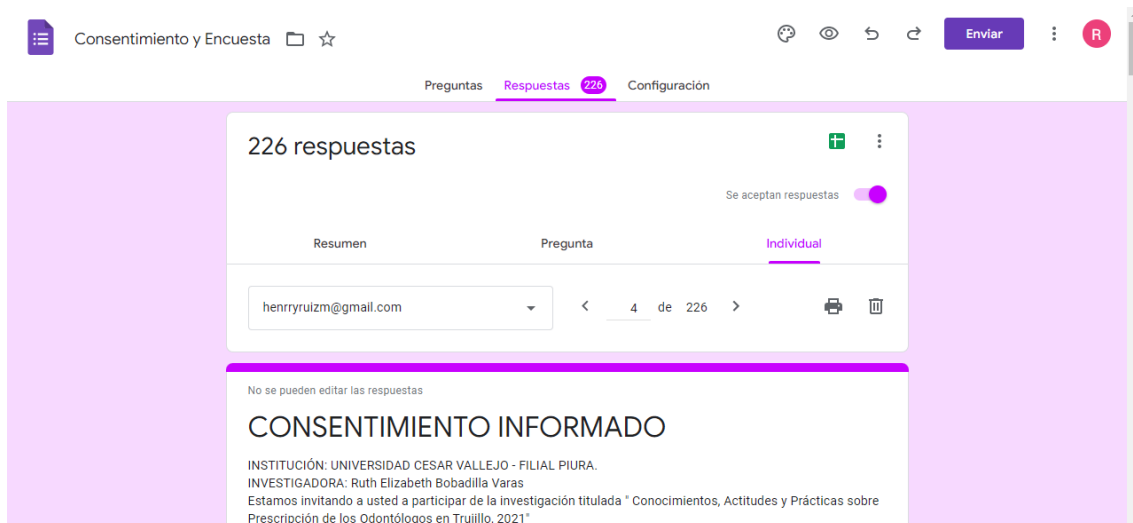 Consentimiento y Encuesta
Enviar
R
Preguntas Respuestas 226 Configuración
226 respuestas
Se aceptan respuestas
Resumen Pregunta Individual
henrryruizm@gmail.com 4 de 226
No se pueden editar las respuestas
CONSENTIMIENTO INFORMADO
INSTITUCIÓN: UNIVERSIDAD CESAR VALLEJO - FILIAL PIURA.
INVESTIGADORA: Ruth Elizabeth Bobadilla Varas
Estamos invitando a usted a participar de la investigación titulada " Conocimientos, Actitudes y Prácticas sobre
Prescripción de los Odontólogos en Trujillo, 2021"